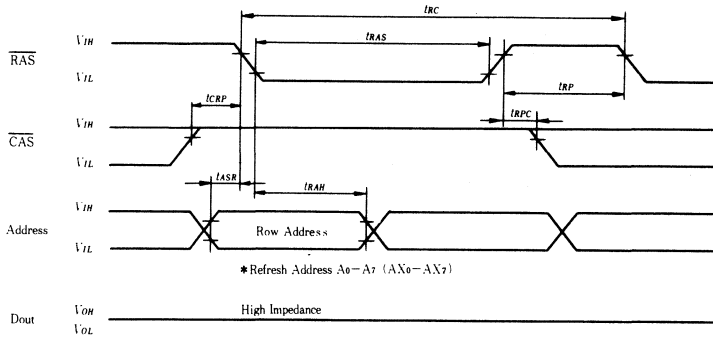 tRC
VIH
tRAS
RAS
VIL
tCRP
tRP
tRPC
VIH
CAS
VIL
tASR
tRAH
VIH
Address
Row Address
VIL
*Refresh Address A0–A7 (AX0–AX7)
VOH
High Impedance
Dout
VOL